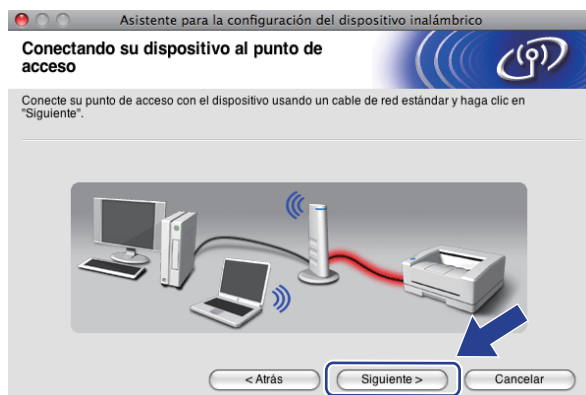 Asistente para la configuración del dispositivo inalámbrico
Conectando su dispositivo al punto de
acceso
Conecte su punto de acceso con el dispositivo usando un cable de red estándar y haga clic en
"Siguiente".
< Atrás
Siguiente >
Cancelar